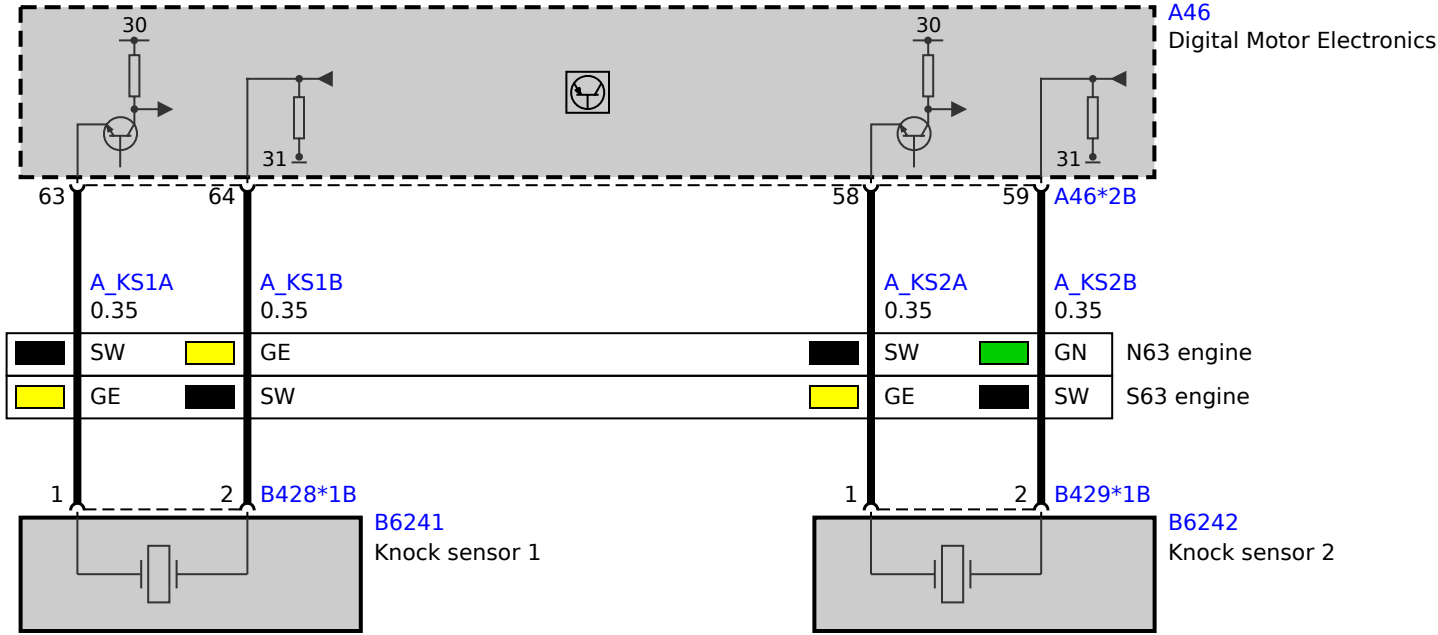 A46
Digital Motor Electronics
30
30
31
31
63
64
58
59
A46*2B
A_KS1A
0.35
A_KS1B
0.35
A_KS2A
0.35
A_KS2B
0.35
SW
GE
SW
GN
N63 engine
GE
SW
GE
SW
S63 engine
1
2
B428*1B
1
2
B429*1B
B6241
Knock sensor 1
B6242
Knock sensor 2